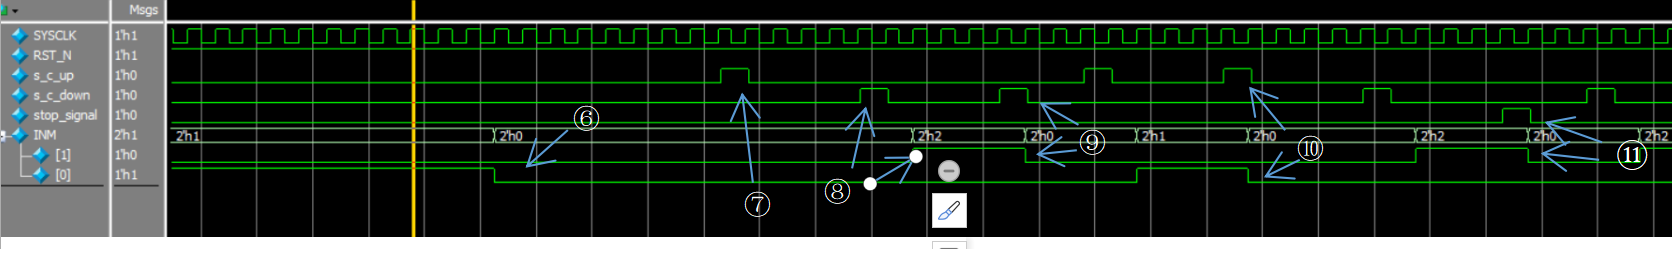 Msgs
SYSCLK 1'h1
RST_N 1'h1
s_c_up 1'h0
s_c_down 1'h0
stop_signal 1'h0
INM 2'h1 2'h1 2'h0 2'h2 2'h0 2'h1 2'h0 2'h2 2'h0 2'h2
[1] 1'h0
[0] 1'h1
⑥
⑦
⑧
⑨
⑩
⑪